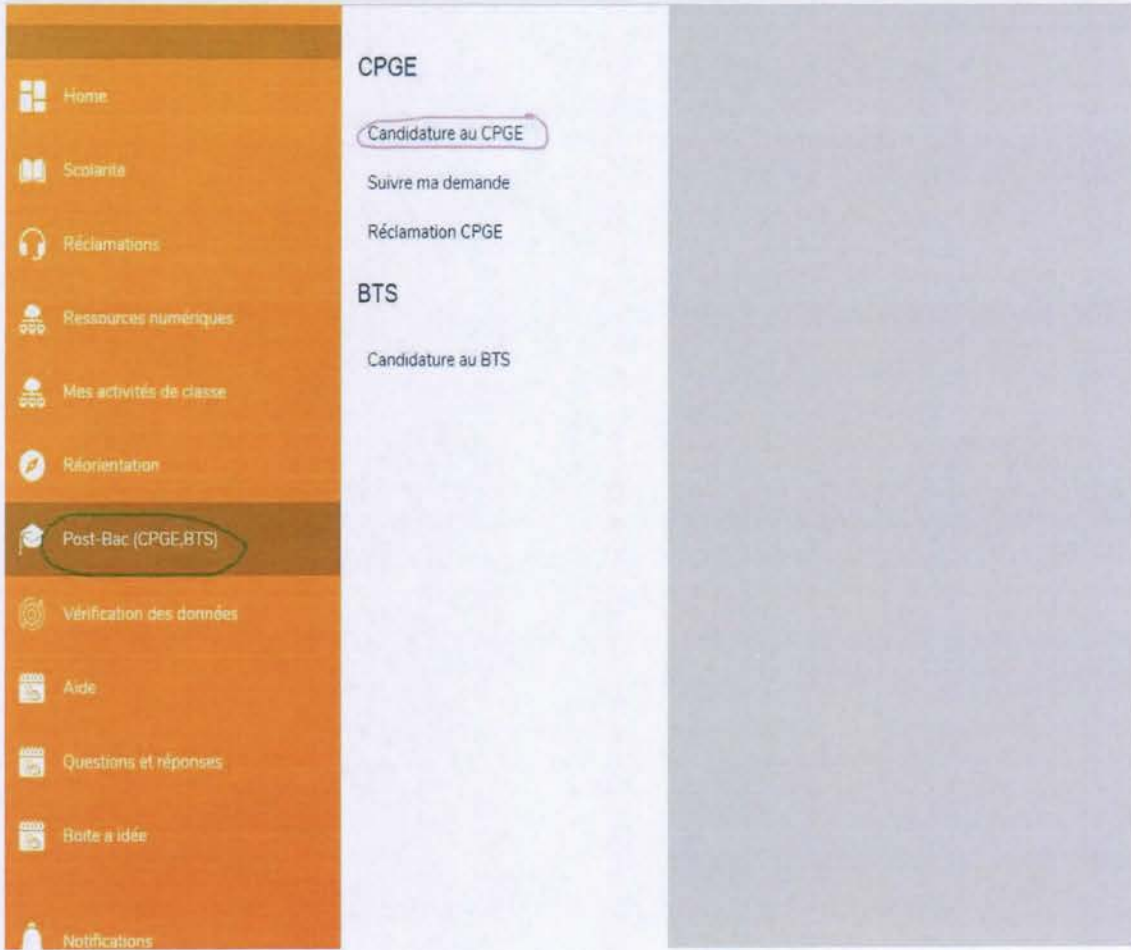 Home
Scolarite
Réclamations
Ressources numériques
Mes activités de classe
Réorientation
Post-Bac (CPGE,BTS)
Vérification des données
Aide
Questions et réponses
Boite a idée
Notifications
CPGE
Candidature au CPGE
Suivre ma demande
Réclamation CPGE
BTS
Candidature au BTS